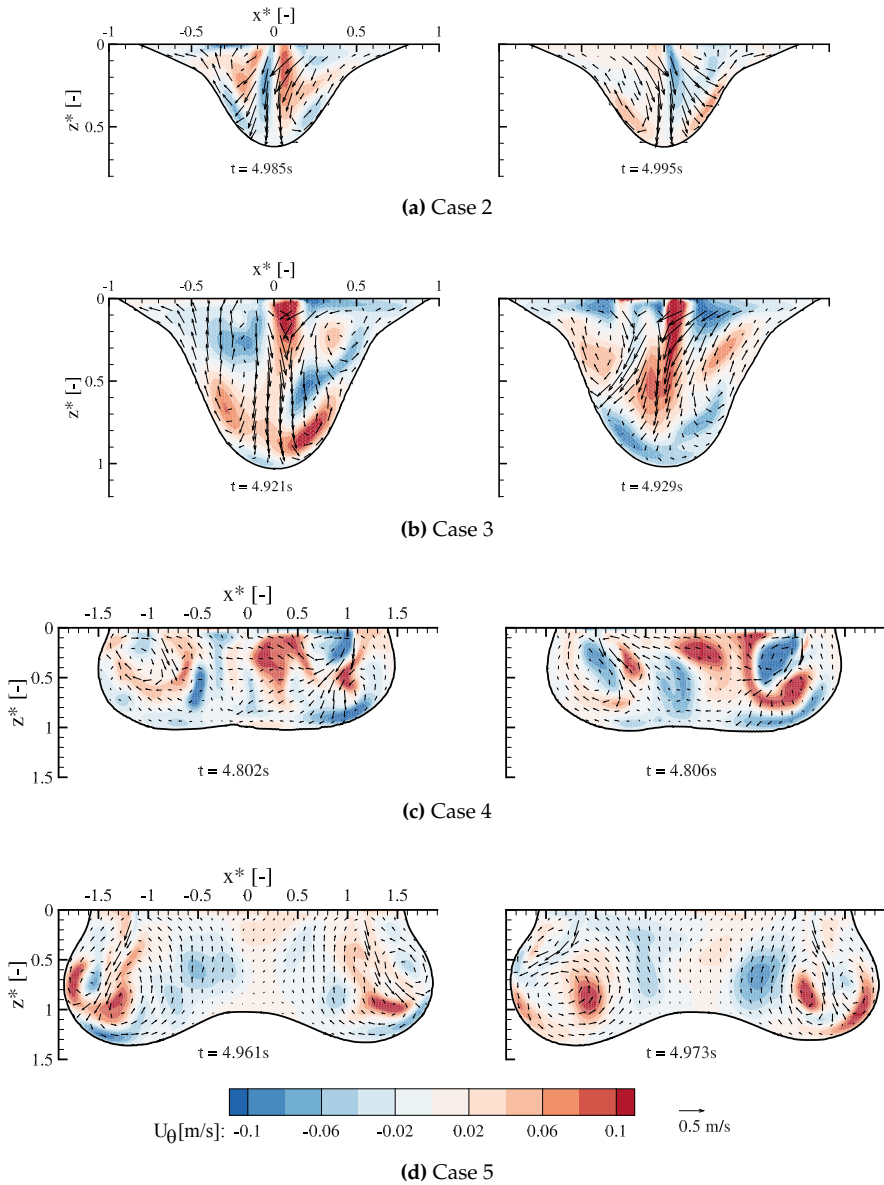 x* [-]
-1 -0.5 0 0.5 1
0
0.5
z* [-]
t = 4.985s
t = 4.995s
(a) Case 2
x* [-]
-1 -0.5 0 0.5 1
0
0.5
1
z* [-]
t = 4.921s
t = 4.929s
(b) Case 3
x* [-]
-1.5 -1 -0.5 0 0.5 1 1.5
0
0.5
1
1.5
z* [-]
t = 4.802s
t = 4.806s
(c) Case 4
x* [-]
-1.5 -1 -0.5 0 0.5 1 1.5
0
0.5
1
1.5
z* [-]
t = 4.961s
t = 4.973s
Uθ[m/s]: -0.1 -0.06 -0.02 0.02 0.06 0.1
0.5 m/s
(d) Case 5